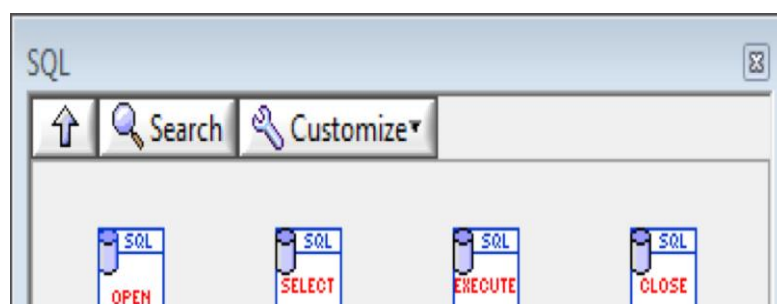 SQL
Search Customize
SQL SQL SQL SQL
OPEN SELECT EXECUTE CLOSE